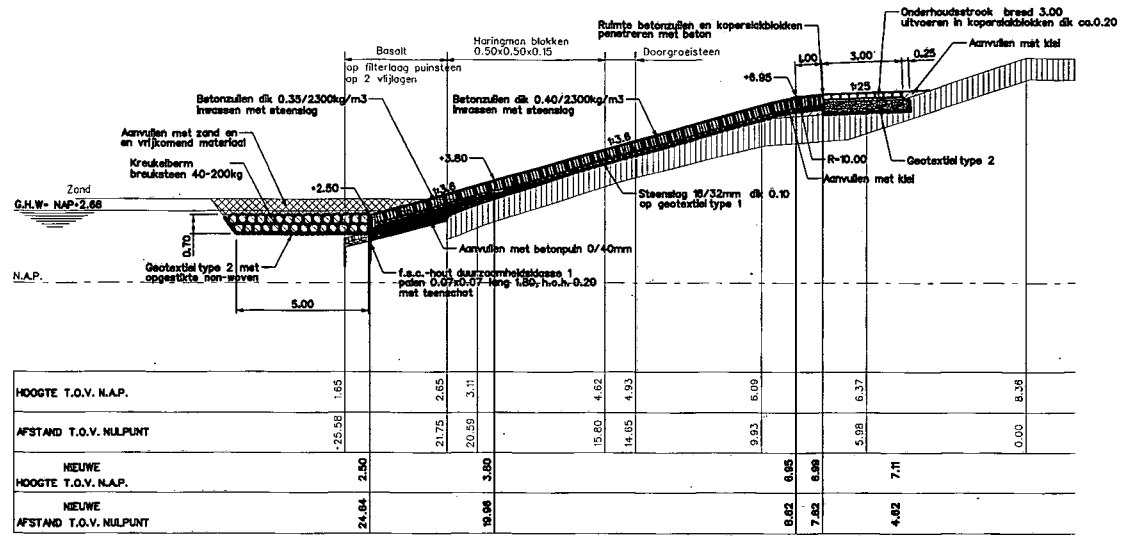 Onderhoudsstrook breed 3.00
uitvoeren in koperslakblokken dik ca.0.20
Ruimte betonzuilen en koperslakblokken
penetreren met beton
Aanvullen met klei
Haringman blokken
0.50x0.50x0.15
Basalt
Doorgroeisteen
op filterlaag puinsteen
op 2 vlijlagen
1.00
3.00
0.25
+6.95
1:25
Betonzuilen dik 0.35/2300kg/m3
Inwassen met steenslag
Betonzuilen dik 0.40/2300kg/m3
Inwassen met steenslag
Aanvullen met zand en
en vrijkomend materiaal
Kreukelberm
breuksteen 40-200kg
1:3.6
+3.80
R=10.00
Geotextiel type 2
Aanvullen met klei
Zand
+2.50
1:3.6
Steenslag 16/32mm dik 0.10
op geotextiel type 1
G.H.W= NAP+2.68
0.70
Aanvullen met betonpuin 0/40mm
Geotextiel type 2 met
opgestikte non-woven
f.s.c.-hout duurzaamheidsklasse 1
palen 0.07x0.07 lang 1.80, h.o.h. 0.20
met teenschot
N.A.P.
5.00
HOOGTE T.O.V. N.A.P. 1.65 2.65 3.11 4.62 4.93 6.09 6.37 8.36
AFSTAND T.O.V. NULPUNT -25.58 21.75 20.59 15.80 14.65 9.93 5.98 0.00
NIEUWE
HOOGTE T.O.V. N.A.P. 2.50 3.80 6.95 6.99 7.11
NIEUWE
AFSTAND T.O.V. NULPUNT 24.64 19.96 8.62 7.62 4.62